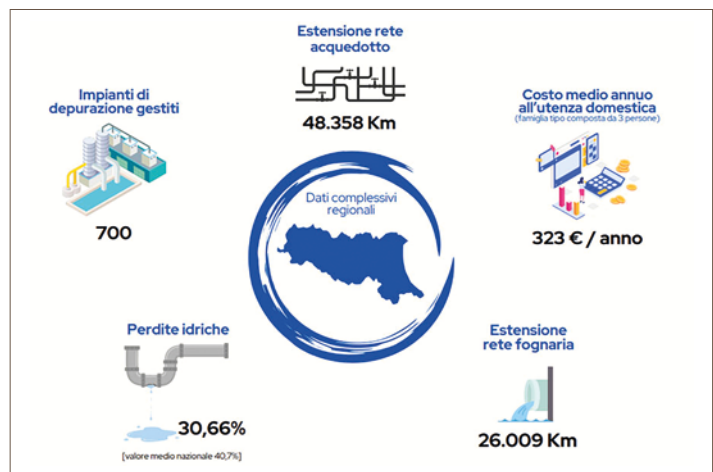 Estensione rete
acquedotto
48.358 Km
Impianti di
depurazione gestiti
700
Costo medio annuo
all'utenza domestica
(famiglia tipo composta da 3 persone)
323 € / anno
Dati complessivi
regionali
Perdite idriche
30,66%
[valore medio nazionale 40,7%]
Estensione
rete fognaria
26.009 Km